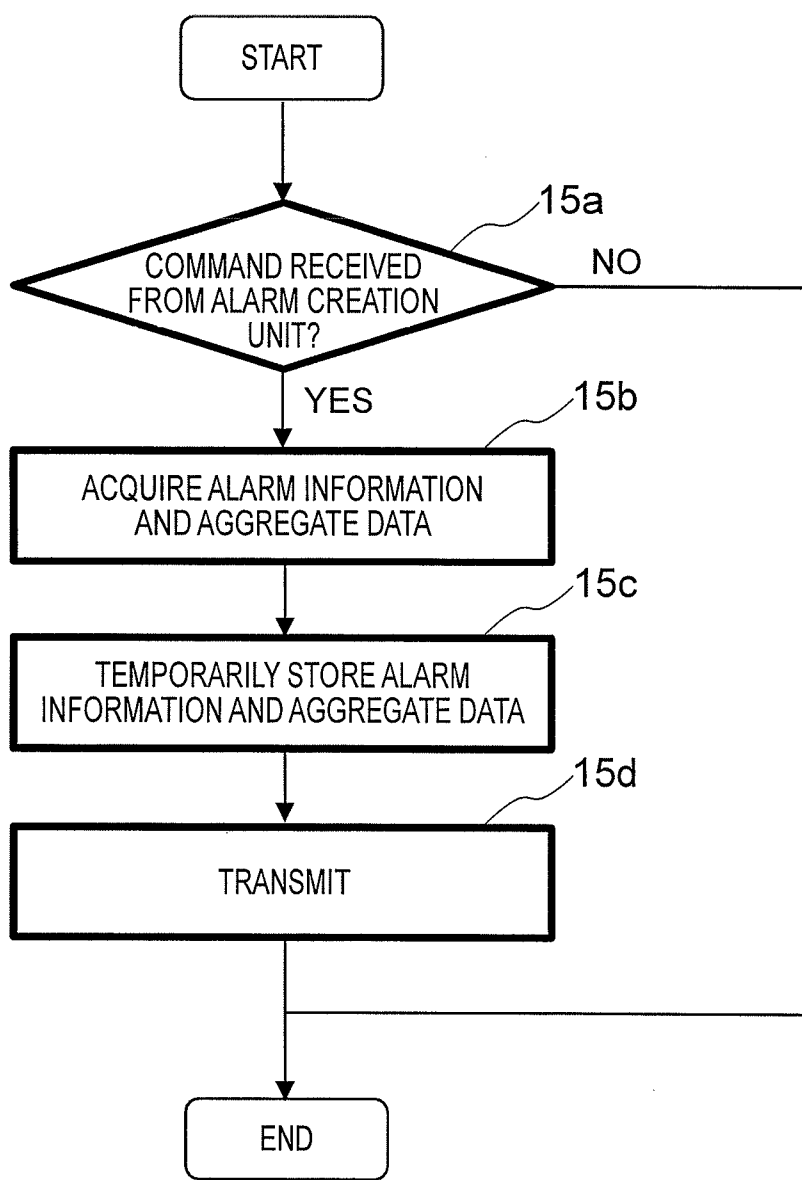 START
15a
COMMAND RECEIVED
FROM ALARM CREATION
UNIT?
NO
YES
15b
ACQUIRE ALARM INFORMATION
AND AGGREGATE DATA
15c
TEMPORARILY STORE ALARM
INFORMATION AND AGGREGATE DATA
15d
TRANSMIT
END